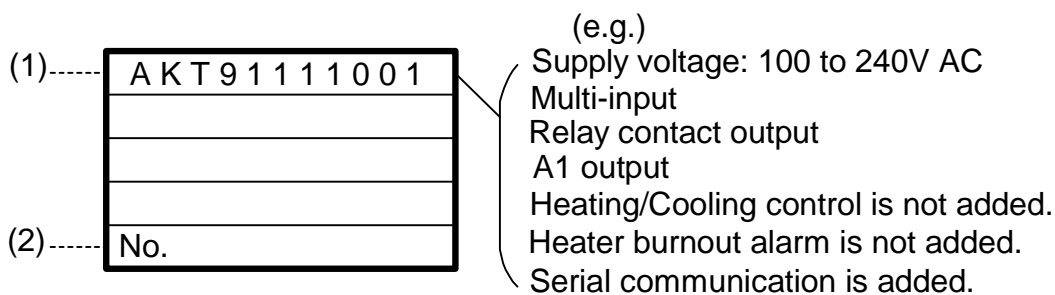 (e.g.)
(1)
AKT91111001
Supply voltage: 100 to 240V AC
Multi-input
Relay contact output
A1 output
Heating/Cooling control is not added.
(2)
No.
Heater burnout alarm is not added.
Serial communication is added.